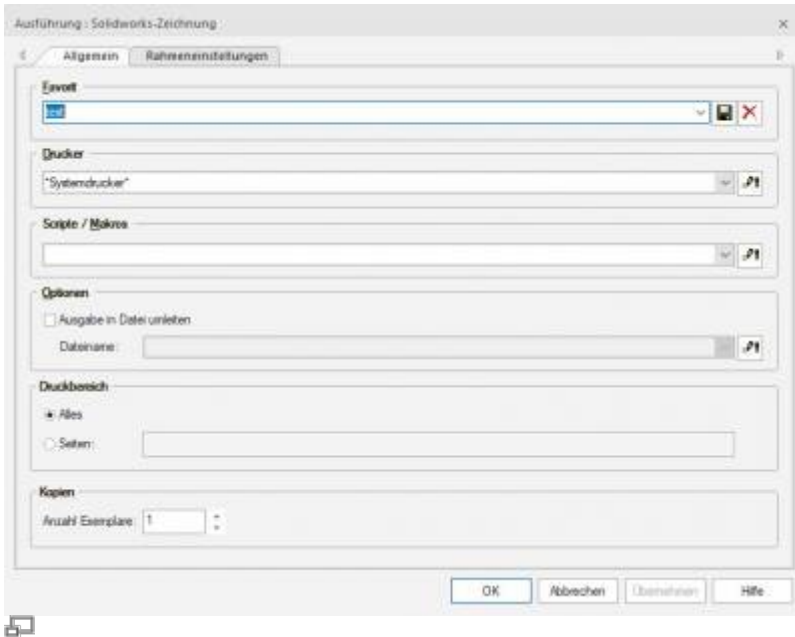 Ausführung : Solidworks-Zeichnung
Allgemein Rahmeneinstellungen
Favorit
test
Drucker
"Systemdrucker"
Scripte / Makros
Optionen
Ausgabe in Datei umleiten
Dateiname:
Druckbereich
Alles
Seiten:
Kopien
Anzahl Exemplare: 1
OK Abbrechen Übernehmen Hilfe